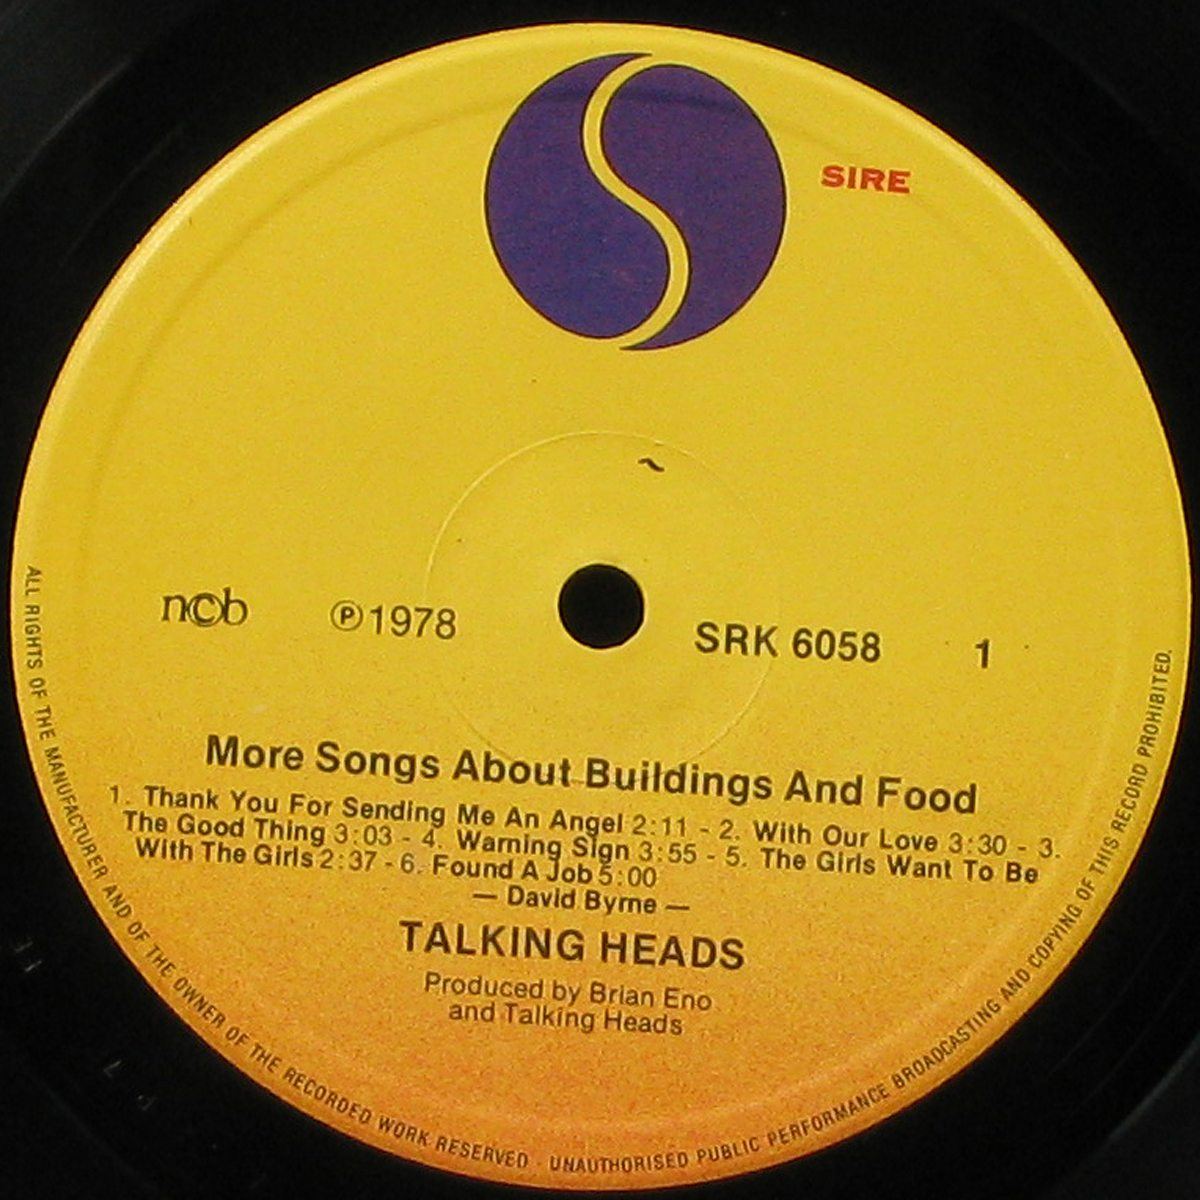 SIRE
n©b
℗1978
SRK 6058
1
More Songs About Buildings And Food
1. Thank You For Sending Me An Angel 2:11 - 2. With Our Love 3:30 - 3.
The Good Thing 3:03 - 4. Warning Sign 3:55 - 5. The Girls Want To Be
With The Girls 2:37 - 6. Found A Job 5:00
— David Byrne —
TALKING HEADS
Produced by Brian Eno
and Talking Heads
ALL RIGHTS OF THE MANUFACTURER AND OF THE OWNER OF THE RECORDED WORK RESERVED · UNAUTHORISED PUBLIC PERFORMANCE BROADCASTING AND COPYING OF THIS RECORD PROHIBITED.